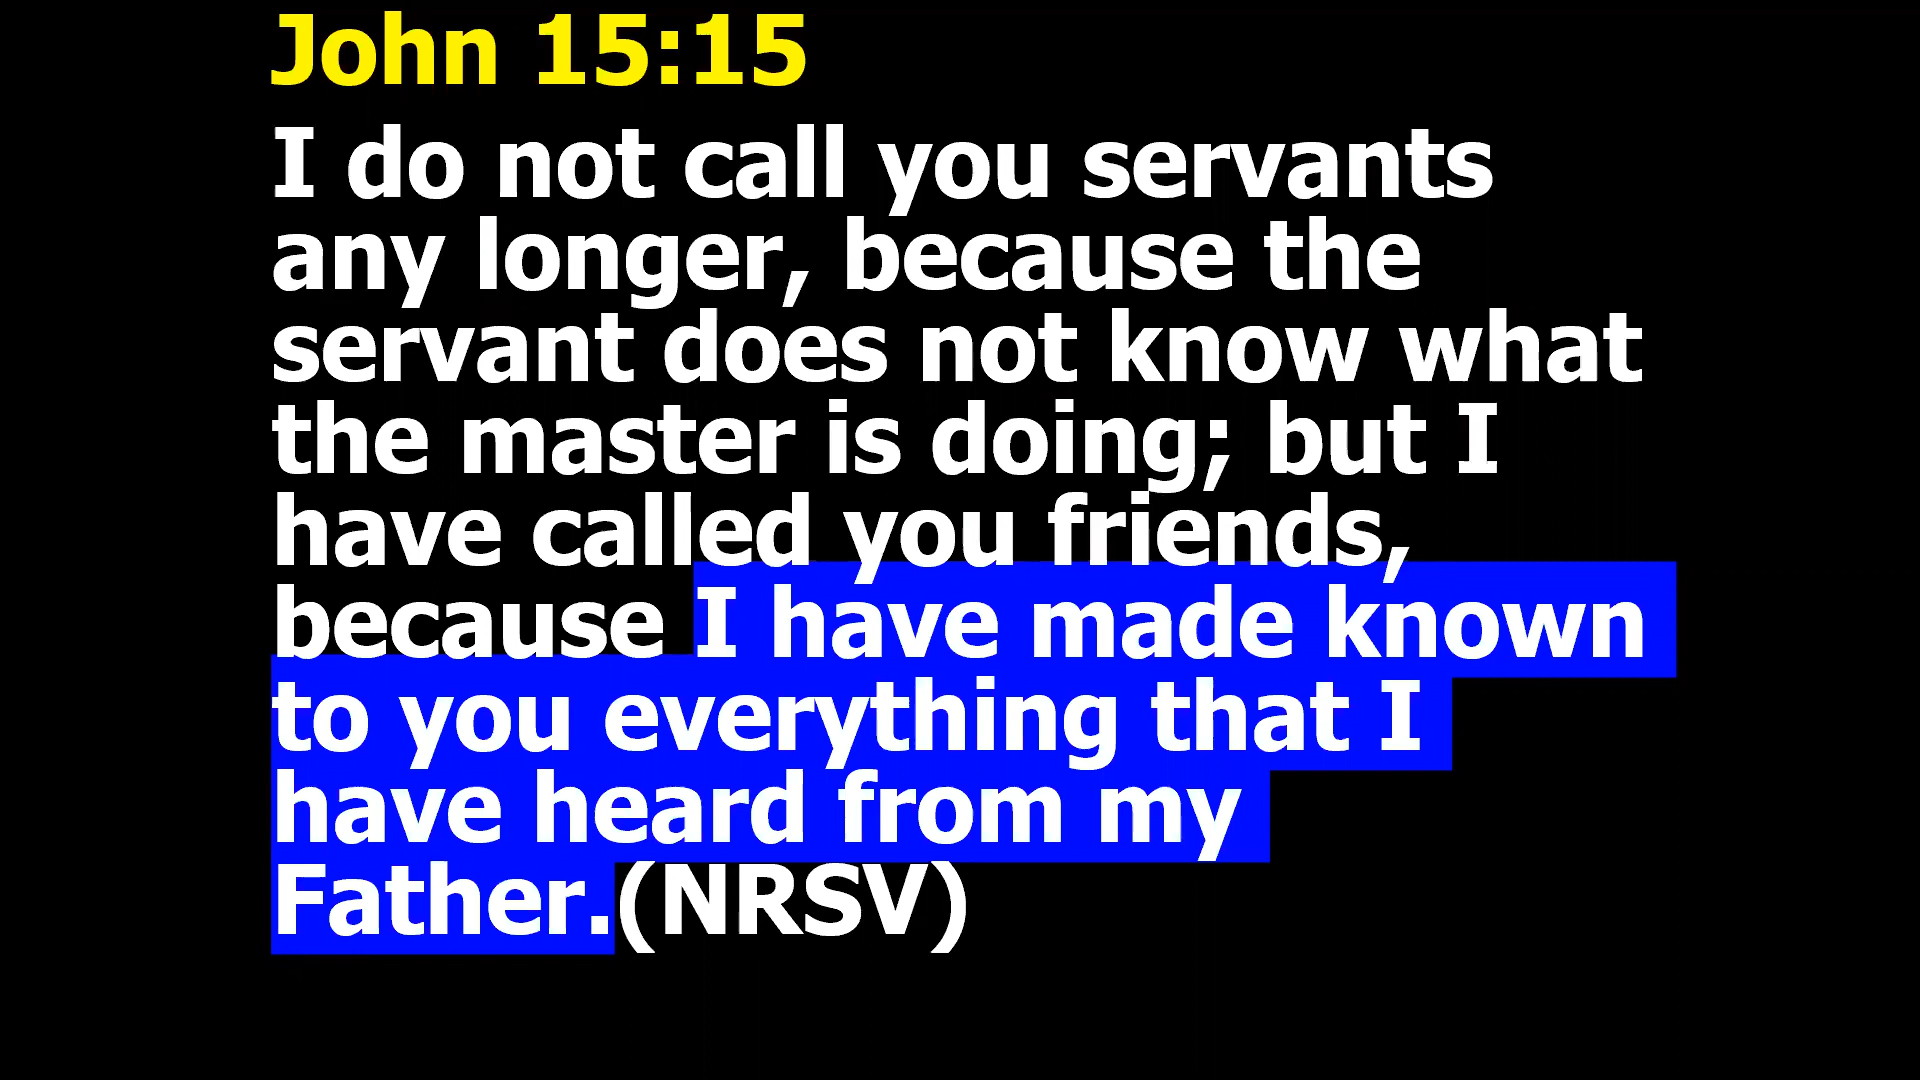 John 15:15
I do not call you servants
any longer, because the
servant does not know what
the master is doing; but I
have called you friends,
because I have made known
to you everything that I
have heard from my
Father.(NRSV)